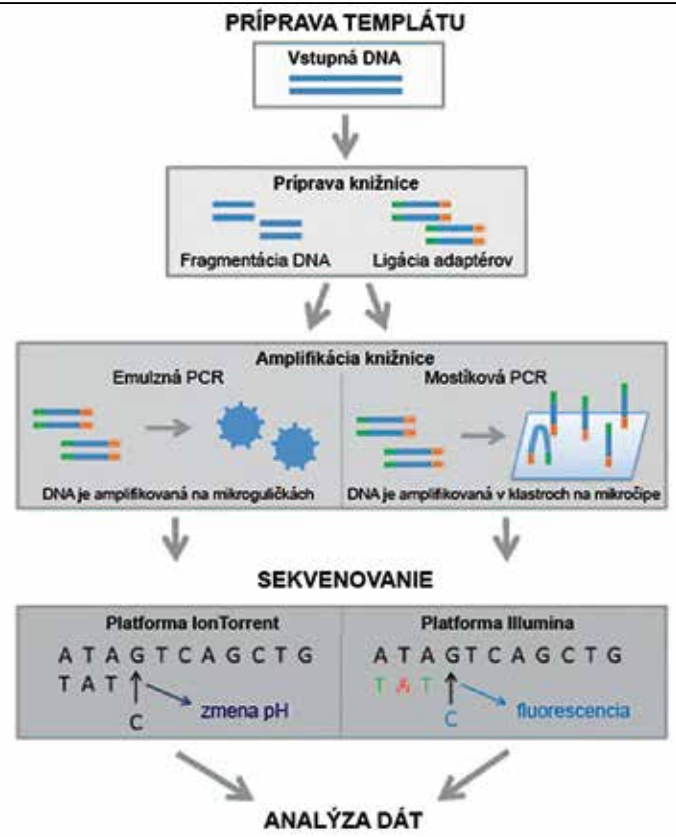 PRÍPRAVA TEMPLÁTU
Vstupná DNA
Príprava knižnice
Fragmentácia DNA
Ligácia adaptérov
Amplifikácia knižnice
Emulzná PCR
Mostíková PCR
DNA je amplifikovaná na mikroguličkách
DNA je amplifikovaná v klastroch na mikročipe
SEKVENOVANIE
Platforma IonTorrent
A T A G T C A G C T G
T A T
C
zmena pH
Platforma Illumina
A T A G T C A G C T G
T A T
C
fluorescencia
ANALÝZA DÁT